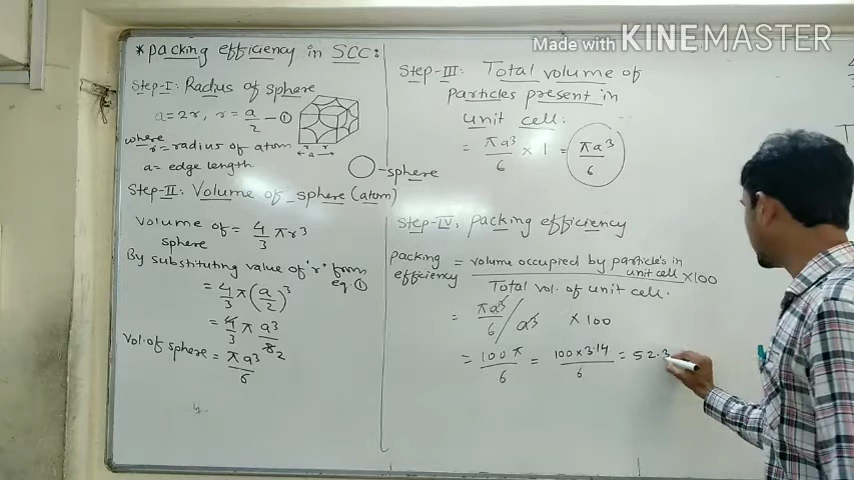 Made with KINEMASTER
* packing efficiency in SCC:
Step-I: Radius of sphere
a=2r, r = a/2 —①
where
r=radius of atom
a= edge length
r r
a
-sphere
Step-II: Volume of sphere (atom)
Volume of sphere = 4/3 πr³
By substituting value of 'r' from eq.①
= 4/3 π (a/2)³
= 4/3 π a³/8 2
vol. of sphere = πa³/6
Step-III: Total volume of
particles present in
unit cell:
= πa³/6 × 1 = πa³/6
Step-IV: packing efficiency
packing efficiency = volume occupied by particle's in unit cell / Total vol. of unit cell. ×100
= πa³/6 / a³ ×100
= 100π/6 = 100×3.14/6 = 52.3